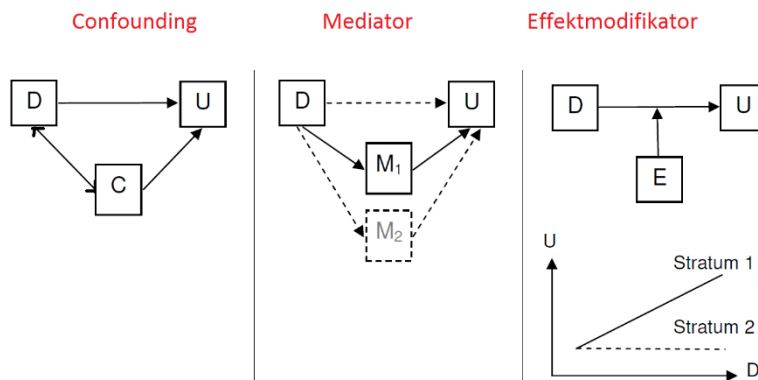 Confounding
Mediator
Effektmodifikator
D
U
C
D
U
M₁
M₂
D
U
E
U
Stratum 1
Stratum 2
D